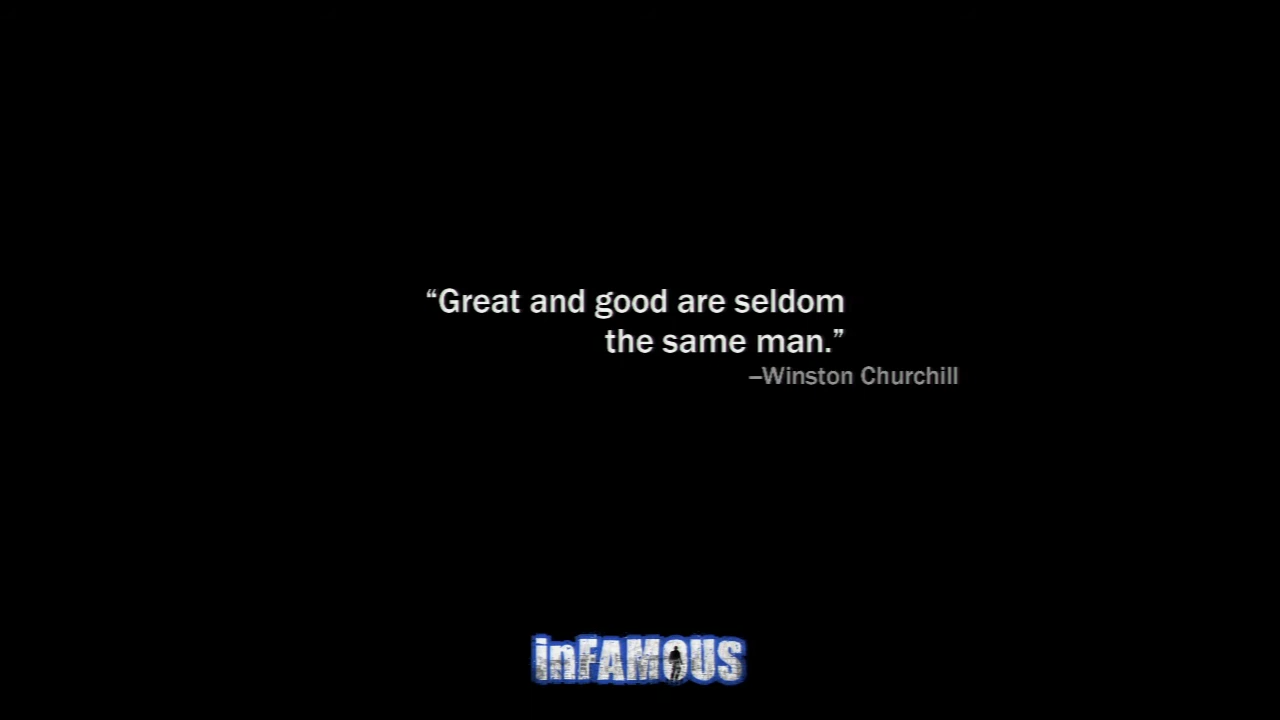 “Great and good are seldom
the same man.”
–Winston Churchill
inFAMOUS